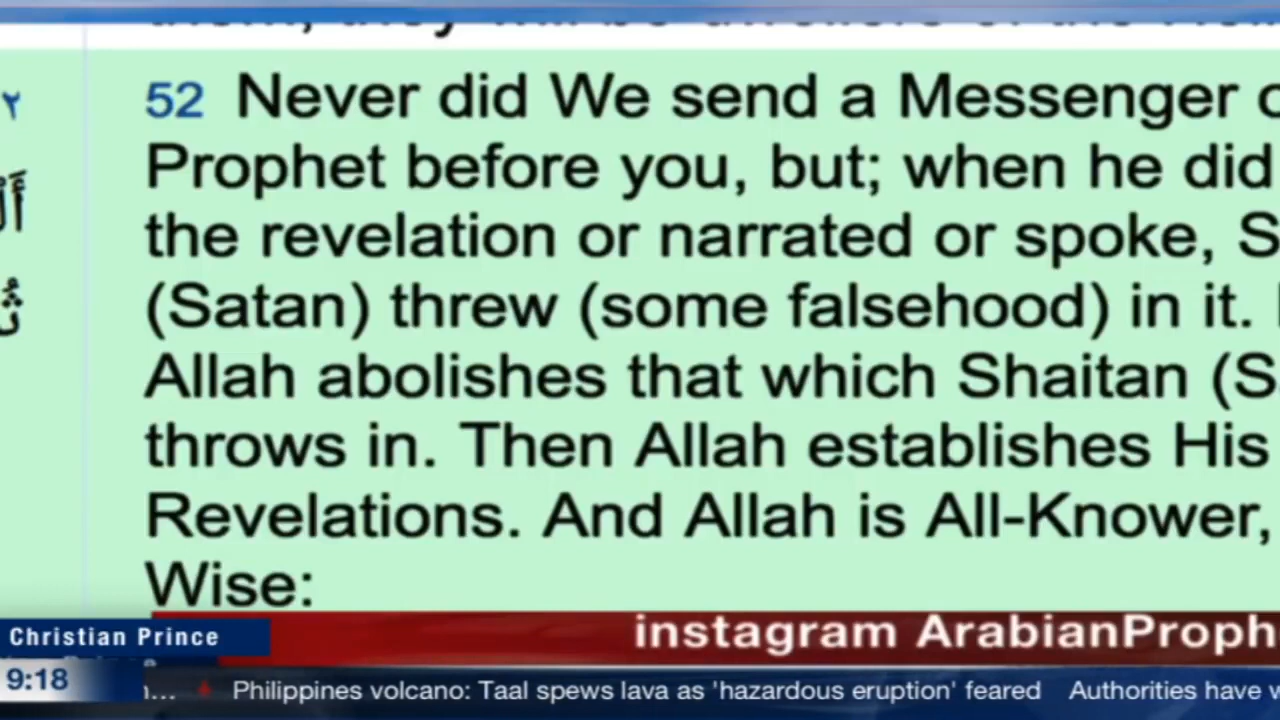 52 Never did We send a Messenger
Prophet before you, but; when he did
the revelation or narrated or spoke,
(Satan) threw (some falsehood) in it.
Allah abolishes that which Shaitan
throws in. Then Allah establishes His
Revelations. And Allah is All-Knower,
Wise:
instagram ArabianProph
Christian Prince
9:18
Philippines volcano: Taal spews lava as 'hazardous eruption' feared Authorities have